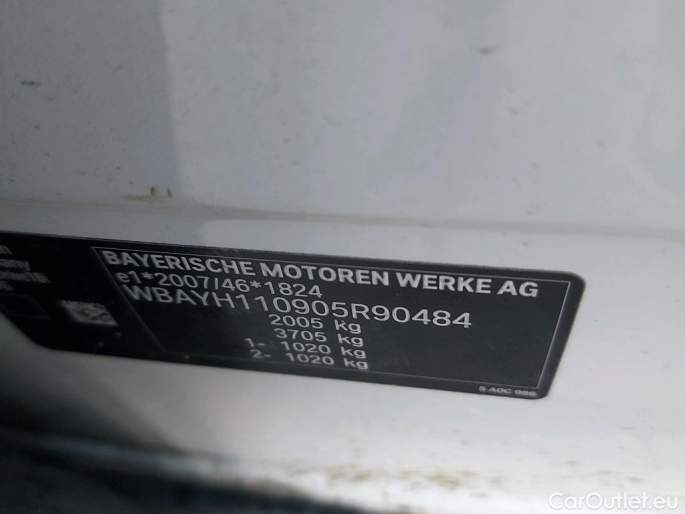 BAYERISCHE MOTOREN WERKE AG
e1*2007/46*1824
WBAYH110905R90484
2005 kg
3705 kg
1- 1020 kg
2- 1020 kg
5 A0C 986
CarOutlet.eu